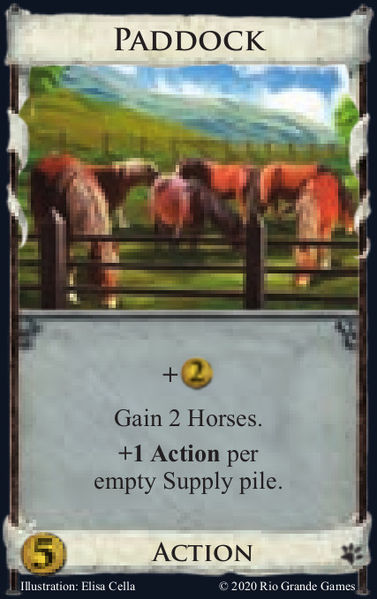 PADDOCK
+2
Gain 2 Horses.
+1 Action per
empty Supply pile.
5
ACTION
Illustration: Elisa Cella
© 2020 Rio Grande Games